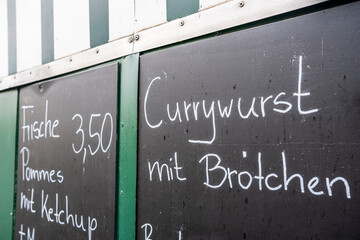 Frische 3,50
Pommes
mit Ketchup
+M
Currywurst
mit Brötchen